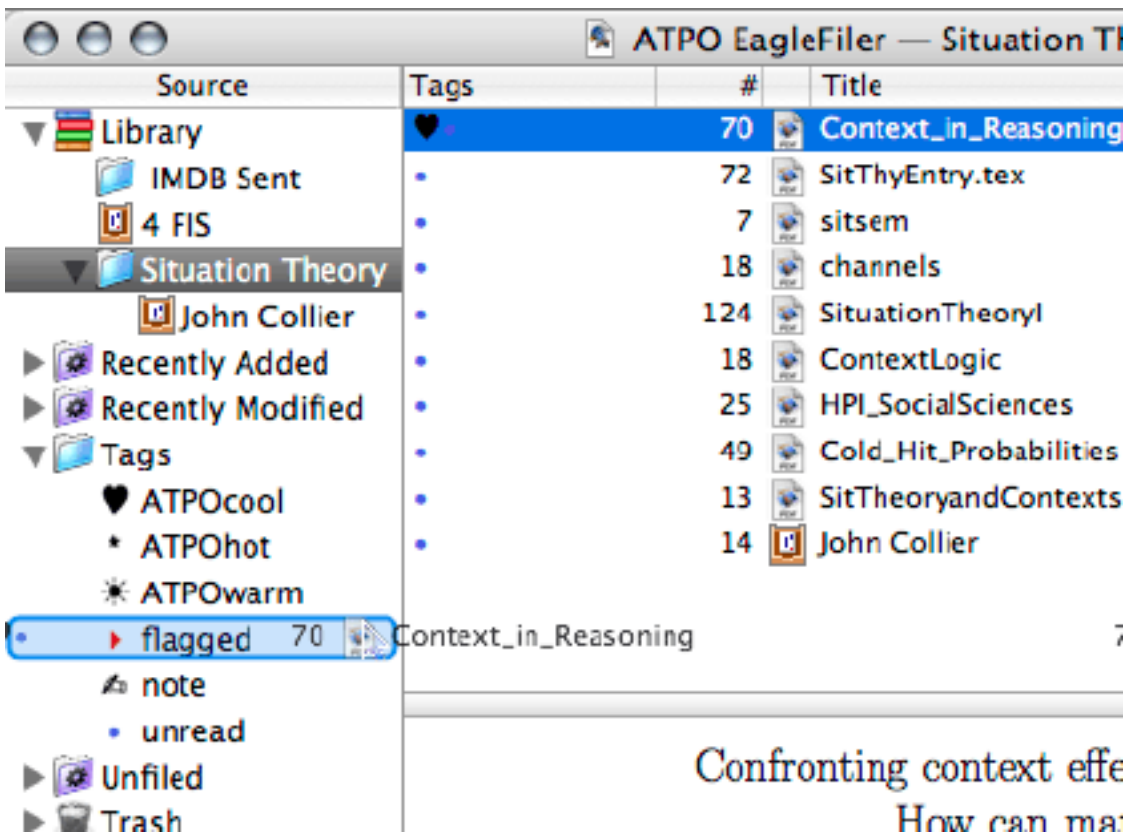 ATPO EagleFiler — Situation Th
Source Tags # Title
Library 70 Context_in_Reasoning
IMDB Sent 72 SitThyEntry.tex
4 FIS 7 sitsem
Situation Theory 18 channels
John Collier 124 SituationTheoryI
Recently Added 18 ContextLogic
Recently Modified 25 HPI_SocialSciences
Tags 49 Cold_Hit_Probabilities
ATPOcool 13 SitTheoryandContexts
ATPOhot 14 John Collier
ATPOwarm
flagged 70 Context_in_Reasoning 7
note
unread
Confronting context effe
Unfiled
How can ma
Trash